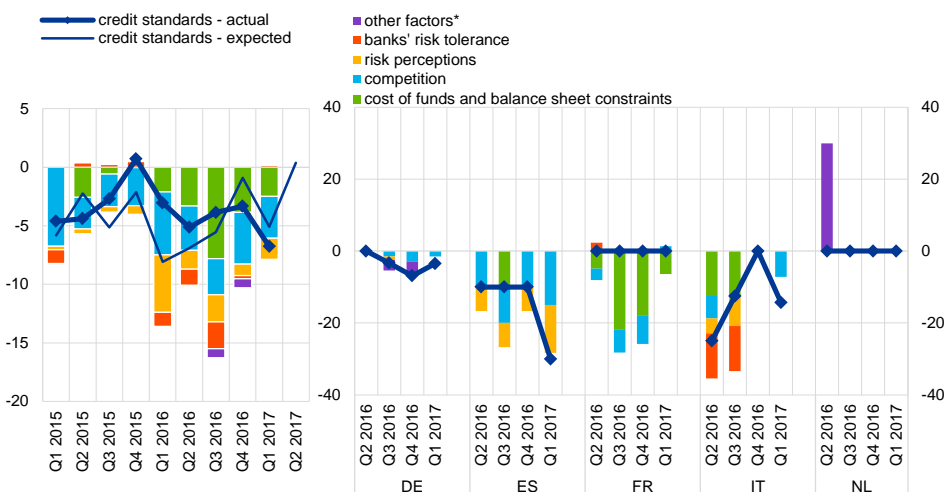 credit standards - actual
credit standards - expected
other factors*
banks' risk tolerance
risk perceptions
competition
cost of funds and balance sheet constraints
5
0
-5
-10
-15
-20
Q1 2015
Q2 2015
Q3 2015
Q4 2015
Q1 2016
Q2 2016
Q3 2016
Q4 2016
Q1 2017
Q2 2017
40
20
0
-20
-40
40
20
0
-20
-40
Q2 2016
Q3 2016
Q4 2016
Q1 2017
Q2 2016
Q3 2016
Q4 2016
Q1 2017
Q2 2016
Q3 2016
Q4 2016
Q1 2017
Q2 2016
Q3 2016
Q4 2016
Q1 2017
Q2 2016
Q3 2016
Q4 2016
Q1 2017
DE
ES
FR
IT
NL